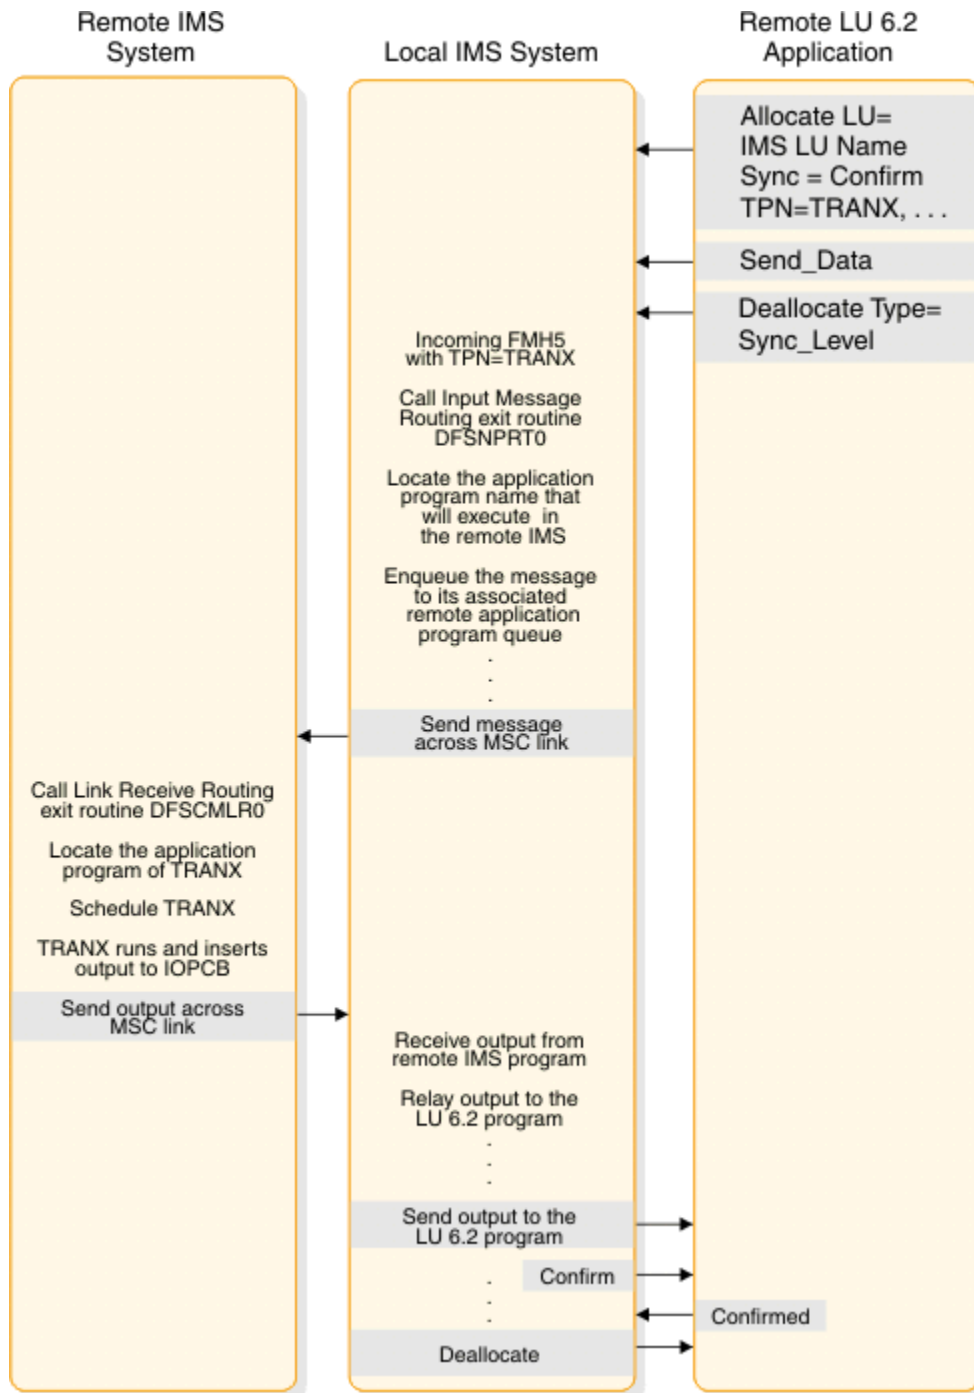 Remote IMS
System
Local IMS System
Remote LU 6.2
Application
Allocate LU=
IMS LU Name
Sync = Confirm
TPN=TRANX, . . .
Send_Data
Deallocate Type=
Sync_Level
Incoming FMH5
with TPN=TRANX
Call Input Message
Routing exit routine
DFSNPRT0
Locate the application
program name that
will execute in
the remote IMS
Enqueue the message
to its associated
remote application
program queue
.
.
.
Send message
across MSC link
Call Link Receive Routing
exit routine DFSCMLR0
Locate the application
program of TRANX
Schedule TRANX
TRANX runs and inserts
output to IOPCB
Send output across
MSC link
Receive output from
remote IMS program
Relay output to the
LU 6.2 program
.
.
.
Send output to the
LU 6.2 program
Confirm
.
.
.
Confirmed
Deallocate